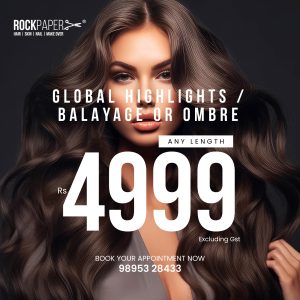 ROCKPAPER®
HAIR | SKIN | NAIL | MAKE OVER
GLOBAL HIGHLIGHTS /
BALAYAGE OR OMBRE
ANY LENGTH
Rs 4999
Excluding Gst
BOOK YOUR APPOINTMENT NOW
98953 28433